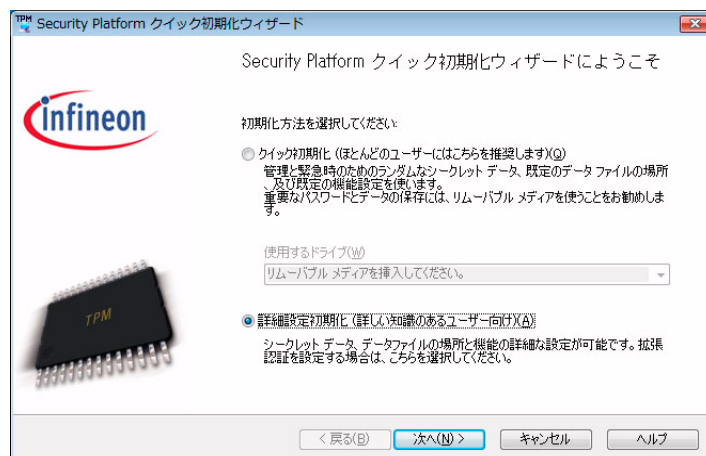 TPM Security Platform クイック初期化ウィザード
Security Platform クイック初期化ウィザードにようこそ
infineon
初期化方法を選択してください:
クイック初期化 (ほとんどのユーザーにはこちらを推奨します)(Q)
管理と緊急時のためのランダムなシークレット データ、既定のデータ ファイルの場所
、及び既定の機能設定を使います。
重要なパスワードとデータの保存には、リムーバブル メディアを使うことをお勧めしま
す。
使用するドライブ(W)
リムーバブル メディアを挿入してください。
TPM
詳細設定初期化 (詳しい知識のあるユーザー向け)(A)
シークレット データ、データファイルの場所と機能の詳細な設定が可能です。拡張
認証を設定する場合は、こちらを選択してください。
< 戻る(B) 次へ(N) > キャンセル ヘルプ